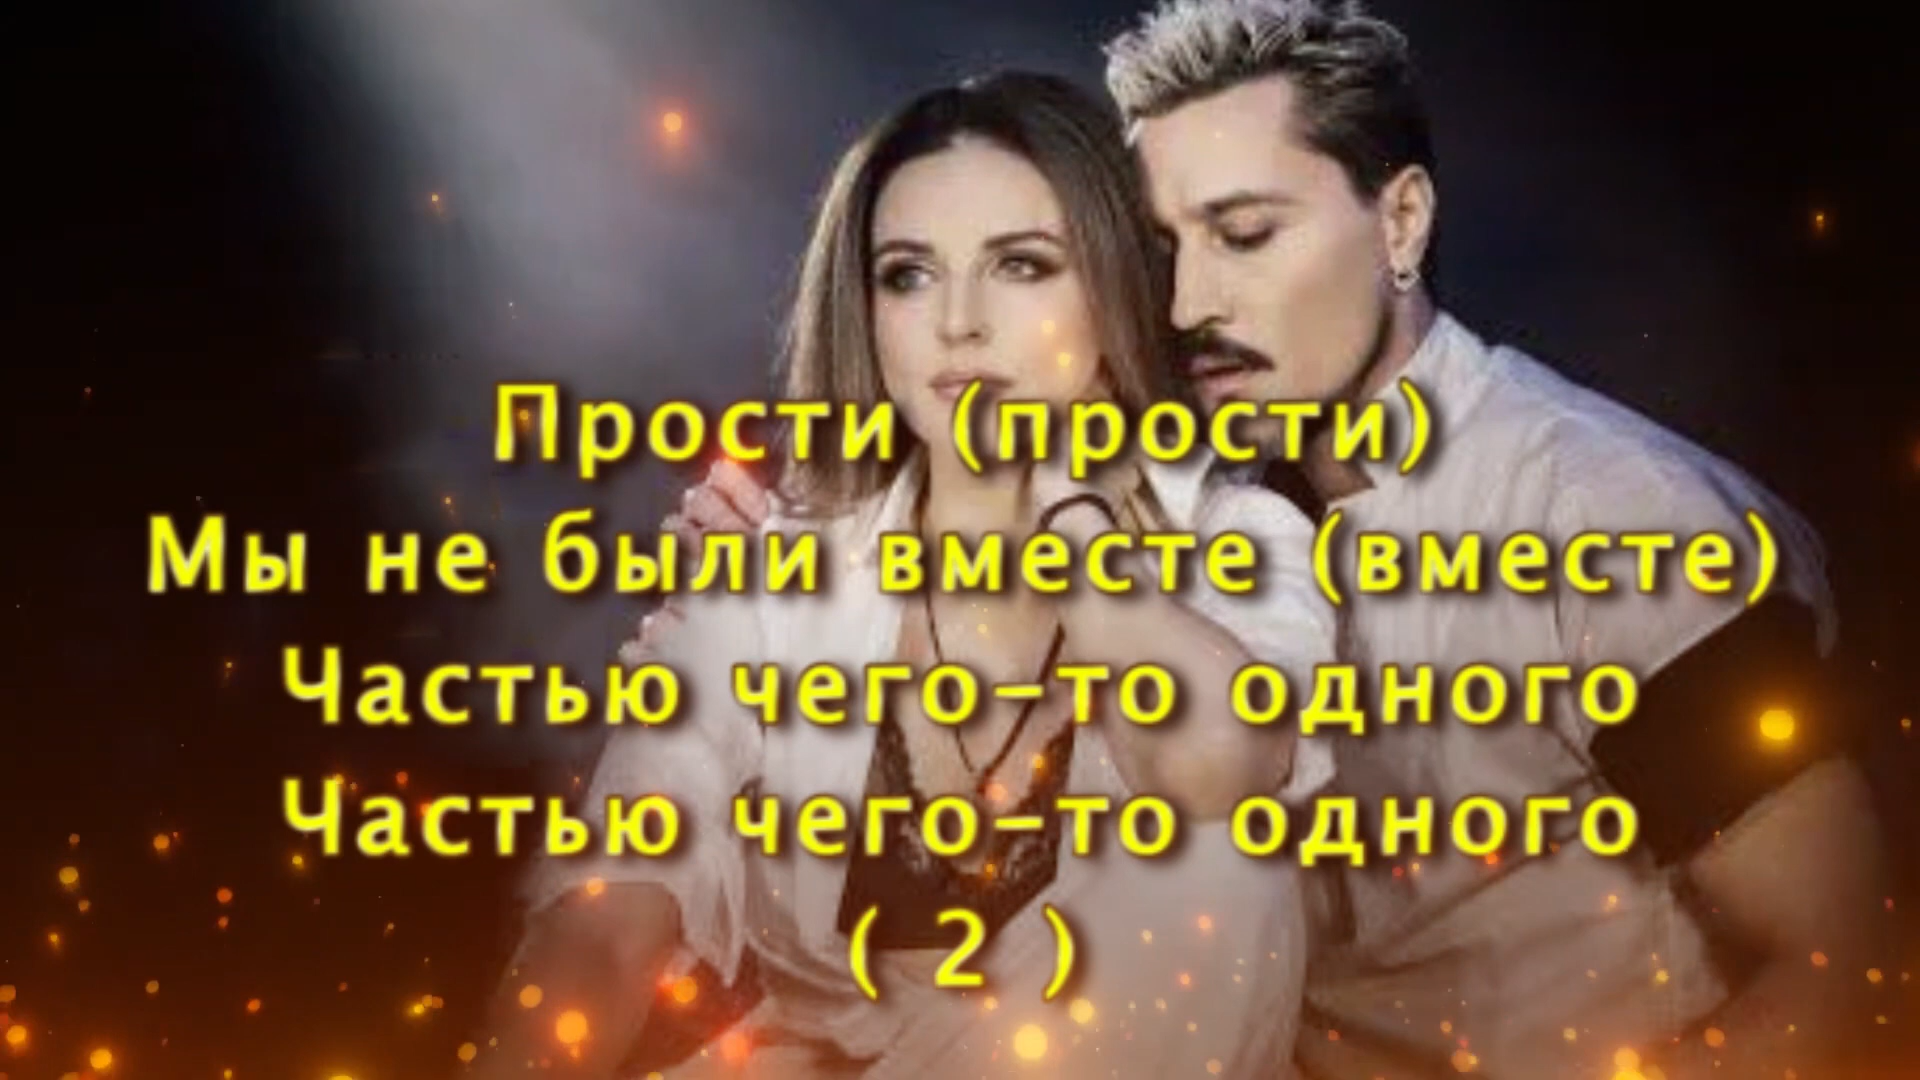 Прости (прости)
Мы не были вместе (вместе)
Частью чего-то одного
Частью чего-то одного
( 2 )